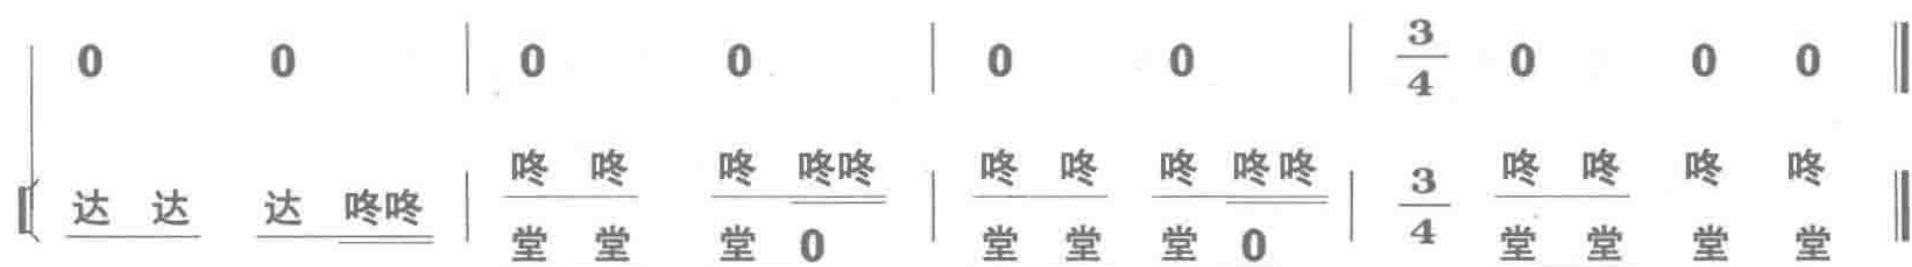 0 0 0 0 0 0 3/4 0 0 0
咚 咚 咚 咚咚 咚 咚 咚 咚咚 咚 咚 咚 咚
达 达 达 咚咚 3/4
堂 堂 堂 0 堂 堂 堂 0 堂 堂 堂 堂